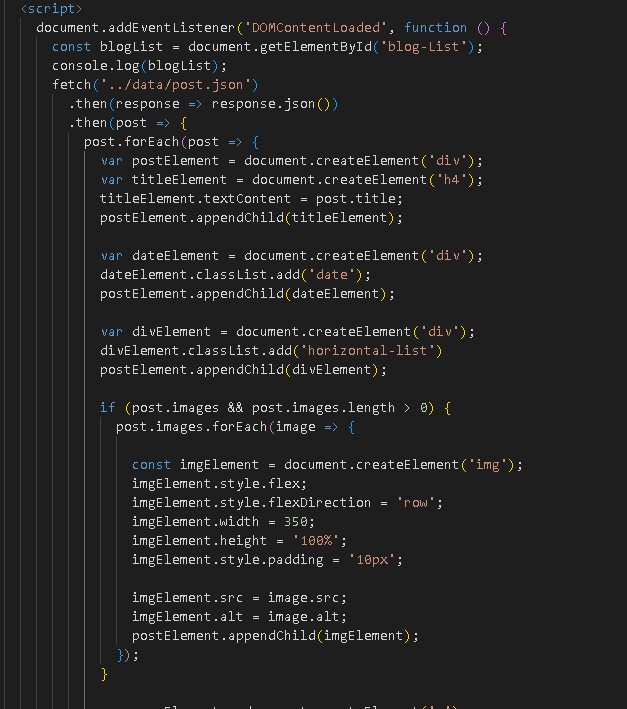 <script>
document.addEventListener('DOMContentLoaded', function () {
const blogList = document.getElementById('blog-List');
console.log(blogList);
fetch('../data/post.json')
.then(response => response.json())
.then(post => {
post.forEach(post => {
var postElement = document.createElement('div');
var titleElement = document.createElement('h4');
titleElement.textContent = post.title;
postElement.appendChild(titleElement);
var dateElement = document.createElement('div');
dateElement.classList.add('date');
postElement.appendChild(dateElement);
var divElement = document.createElement('div');
divElement.classList.add('horizontal-list')
postElement.appendChild(divElement);
if (post.images && post.images.length > 0) {
post.images.forEach(image => {
const imgElement = document.createElement('img');
imgElement.style.flex;
imgElement.style.flexDirection = 'row';
imgElement.width = 350;
imgElement.height = '100%';
imgElement.style.padding = '10px';
imgElement.src = image.src;
imgElement.alt = image.alt;
postElement.appendChild(imgElement);
});
}